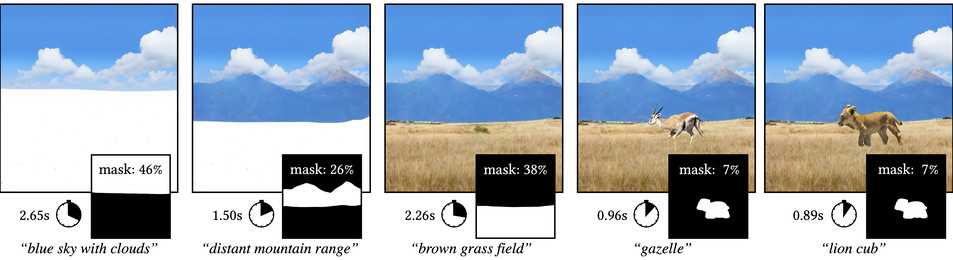 mask: 46%
mask: 26%
mask: 38%
mask: 7%
mask: 7%
2.65s
1.50s
2.26s
0.96s
0.89s
“blue sky with clouds”
“distant mountain range”
“brown grass field”
“gazelle”
“lion cub”